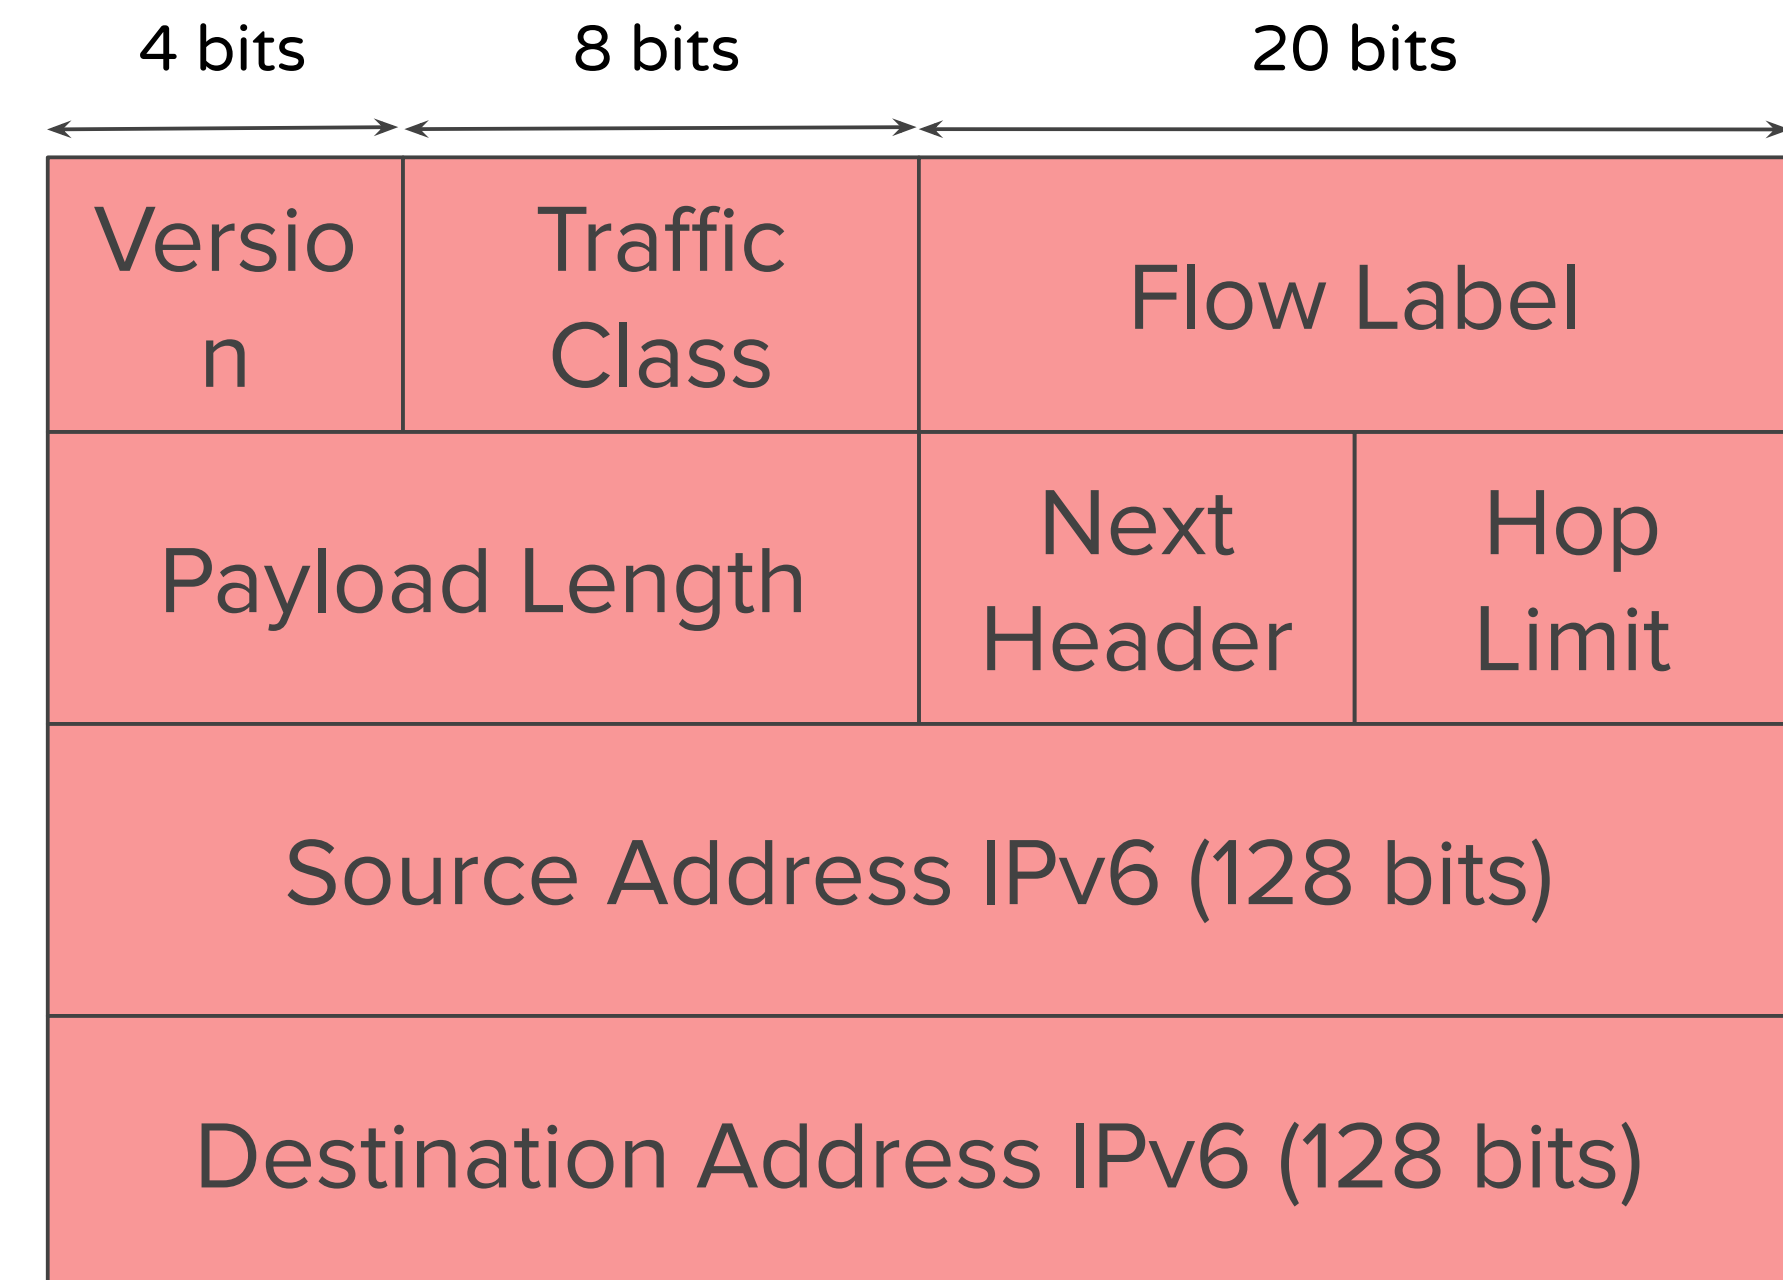 4 bits
8 bits
20 bits
Versio
n
Traffic
Class
Flow Label
Payload Length
Next
Header
Hop
Limit
Source Address IPv6 (128 bits)
Destination Address IPv6 (128 bits)